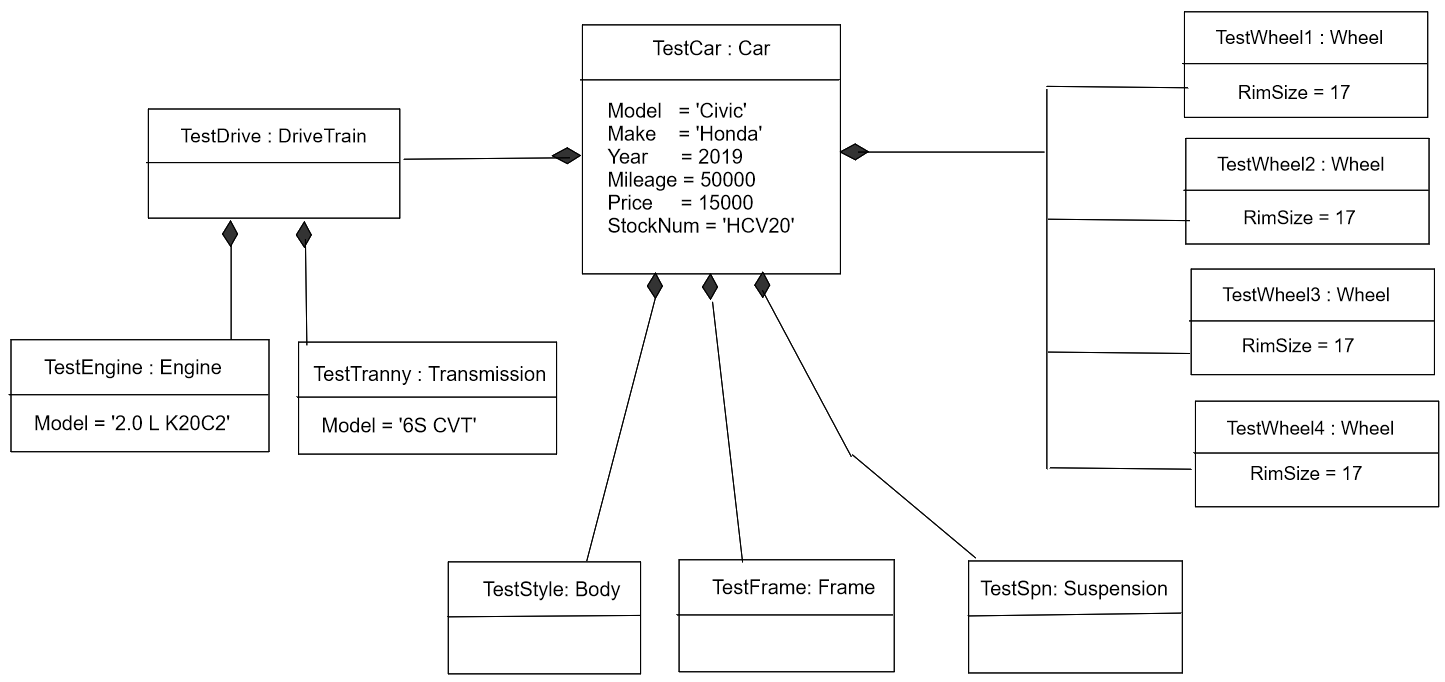 TestCar : Car
Model = 'Civic'
Make = 'Honda'
Year = 2019
Mileage = 50000
Price = 15000
StockNum = 'HCV20'
TestDrive : DriveTrain
TestEngine : Engine
Model = '2.0 L K20C2'
TestTranny : Transmission
Model = '6S CVT'
TestWheel1 : Wheel
RimSize = 17
TestWheel2 : Wheel
RimSize = 17
TestWheel3 : Wheel
RimSize = 17
TestWheel4 : Wheel
RimSize = 17
TestStyle: Body
TestFrame: Frame
TestSpn: Suspension